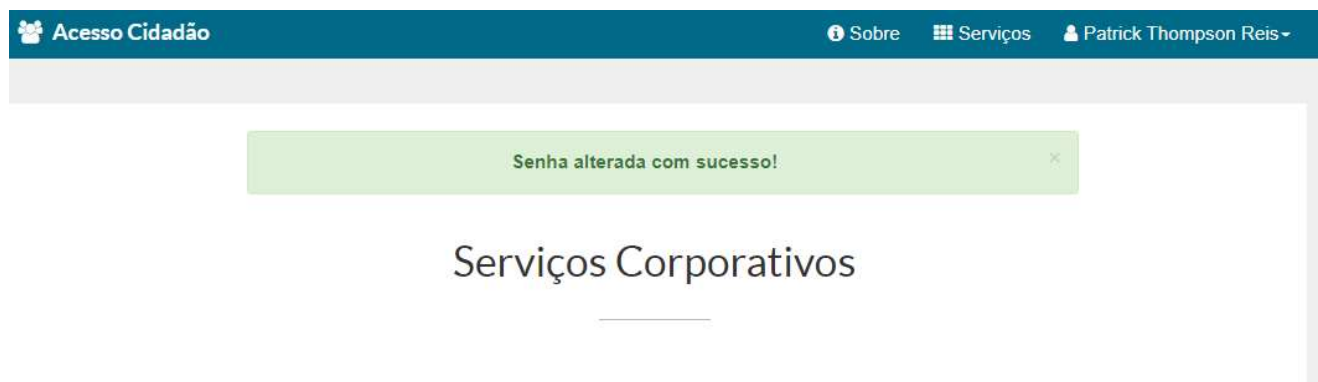 Acesso Cidadão Sobre Serviços Patrick Thompson Reis
Senha alterada com sucesso! ×
Serviços Corporativos